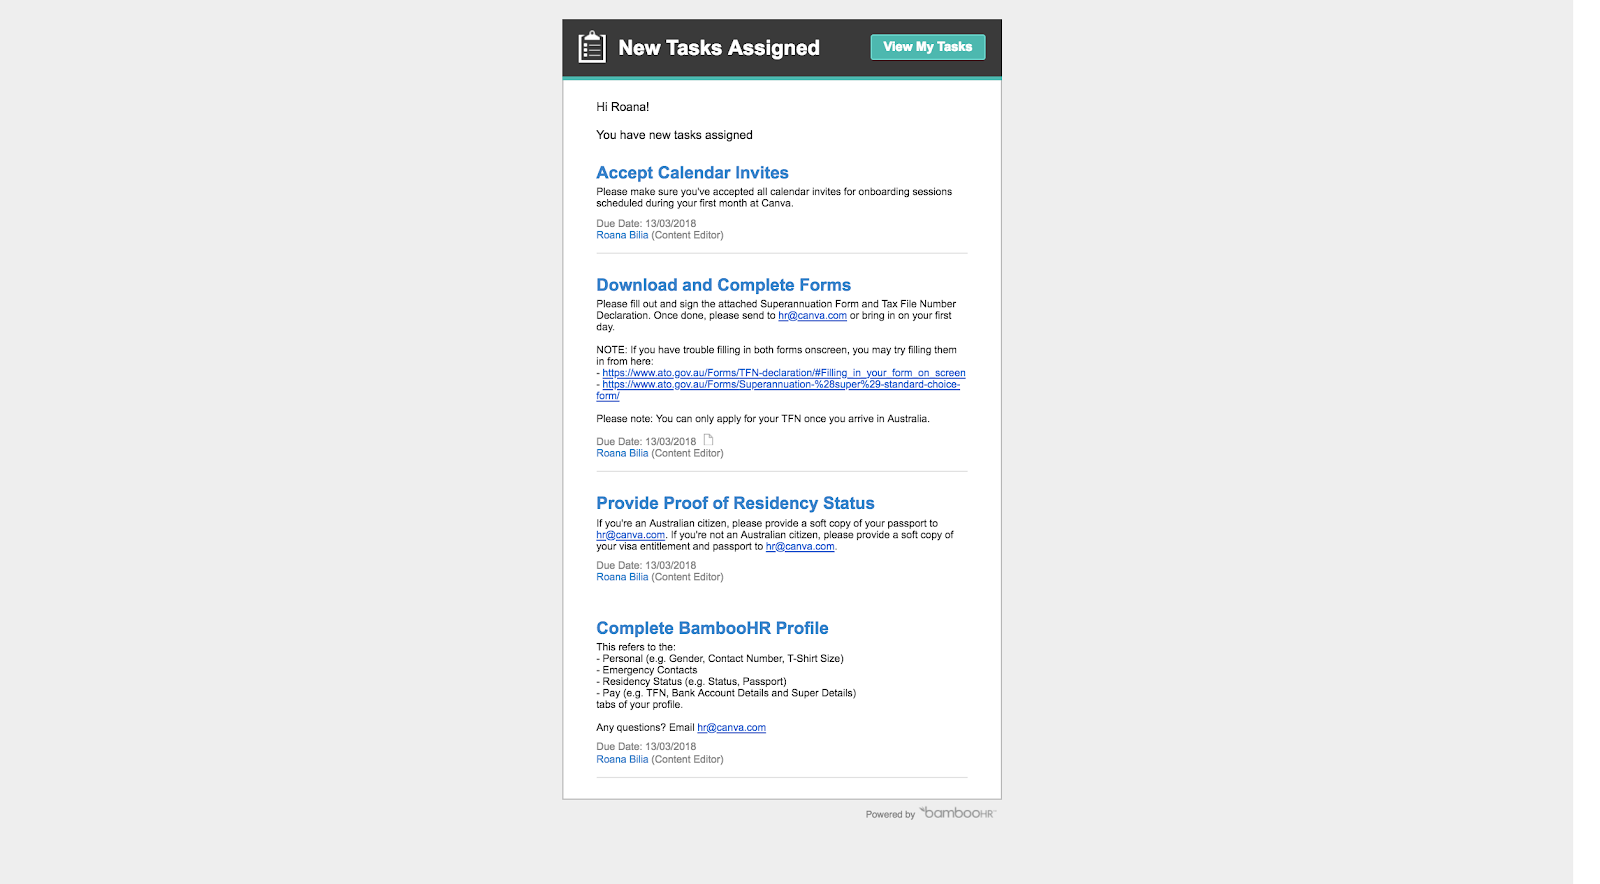 New Tasks Assigned
View My Tasks
Hi Roana!
You have new tasks assigned
Accept Calendar Invites
Please make sure you've accepted all calendar invites for onboarding sessions
scheduled during your first month at Canva.
Due Date: 13/03/2018
Roana Bilia (Content Editor)
Download and Complete Forms
Please fill out and sign the attached Superannuation Form and Tax File Number
Declaration. Once done, please send to hr@canva.com or bring in on your first
day.
NOTE: If you have trouble filling in both forms onscreen, you may try filling them
in from here:
- https://www.ato.gov.au/Forms/TFN-declaration/#Filling_in_your_form_on_screen
- https://www.ato.gov.au/Forms/Superannuation-%28super%29-standard-choice-
form/
Please note: You can only apply for your TFN once you arrive in Australia.
Due Date: 13/03/2018
Roana Bilia (Content Editor)
Provide Proof of Residency Status
If you're an Australian citizen, please provide a soft copy of your passport to
hr@canva.com. If you're not an Australian citizen, please provide a soft copy of
your visa entitlement and passport to hr@canva.com.
Due Date: 13/03/2018
Roana Bilia (Content Editor)
Complete BambooHR Profile
This refers to the:
- Personal (e.g. Gender, Contact Number, T-Shirt Size)
- Emergency Contacts
- Residency Status (e.g. Status, Passport)
- Pay (e.g. TFN, Bank Account Details and Super Details)
tabs of your profile.
Any questions? Email hr@canva.com
Due Date: 13/03/2018
Roana Bilia (Content Editor)
Powered by bambooHR